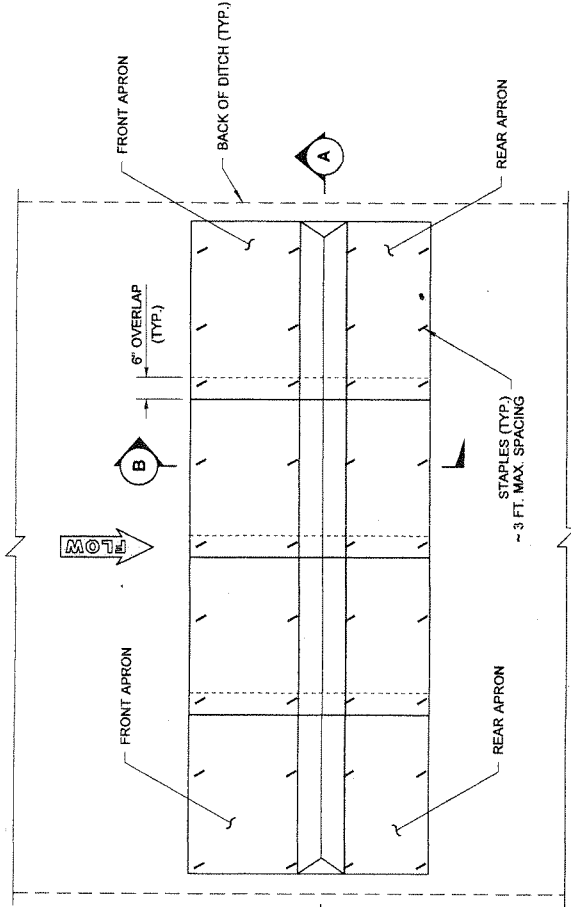 FRONT APRON
BACK OF DITCH (TYP.)
A
REAR APRON
6" OVERLAP
(TYP.)
B
STAPLES (TYP.)
~ 3 FT. MAX. SPACING
FLOW
FRONT APRON
REAR APRON